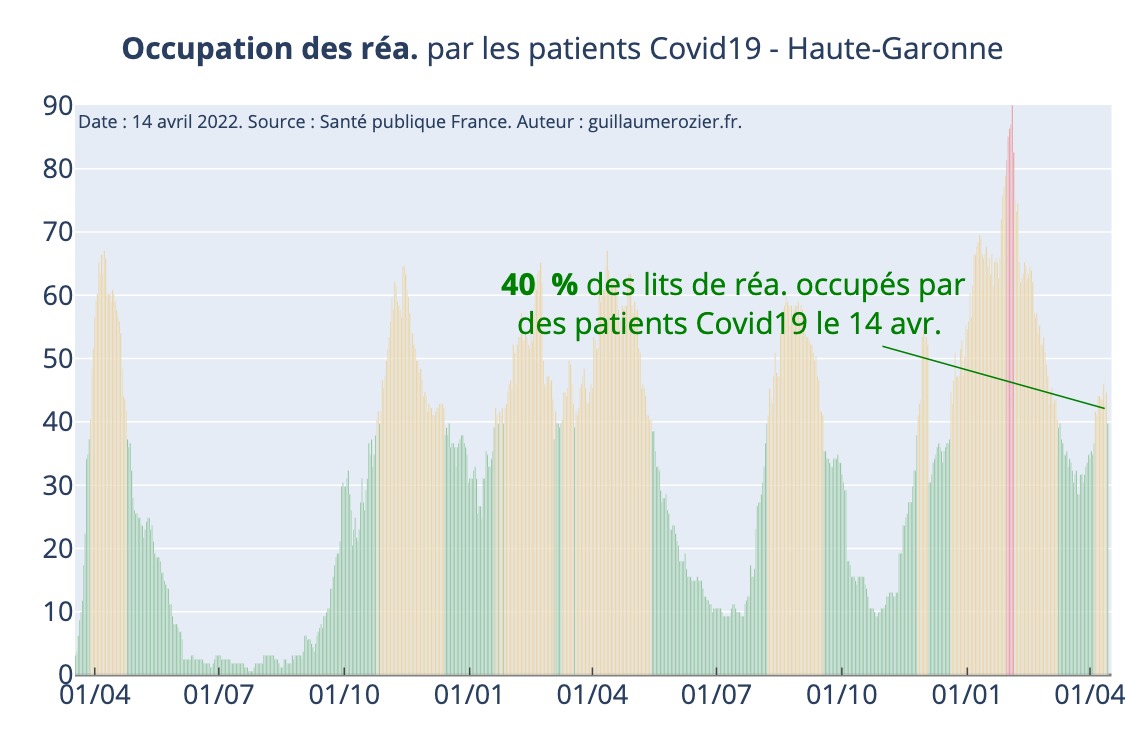 Occupation des réa. par les patients Covid19 - Haute-Garonne
90
Date : 14 avril 2022. Source : Santé publique France. Auteur : guillaumerozier.fr.
80
70
60
40 % des lits de réa. occupés par
des patients Covid19 le 14 avr.
50
40
30
20
10
0
01/04 01/07 01/10 01/01 01/04 01/07 01/10 01/01 01/04